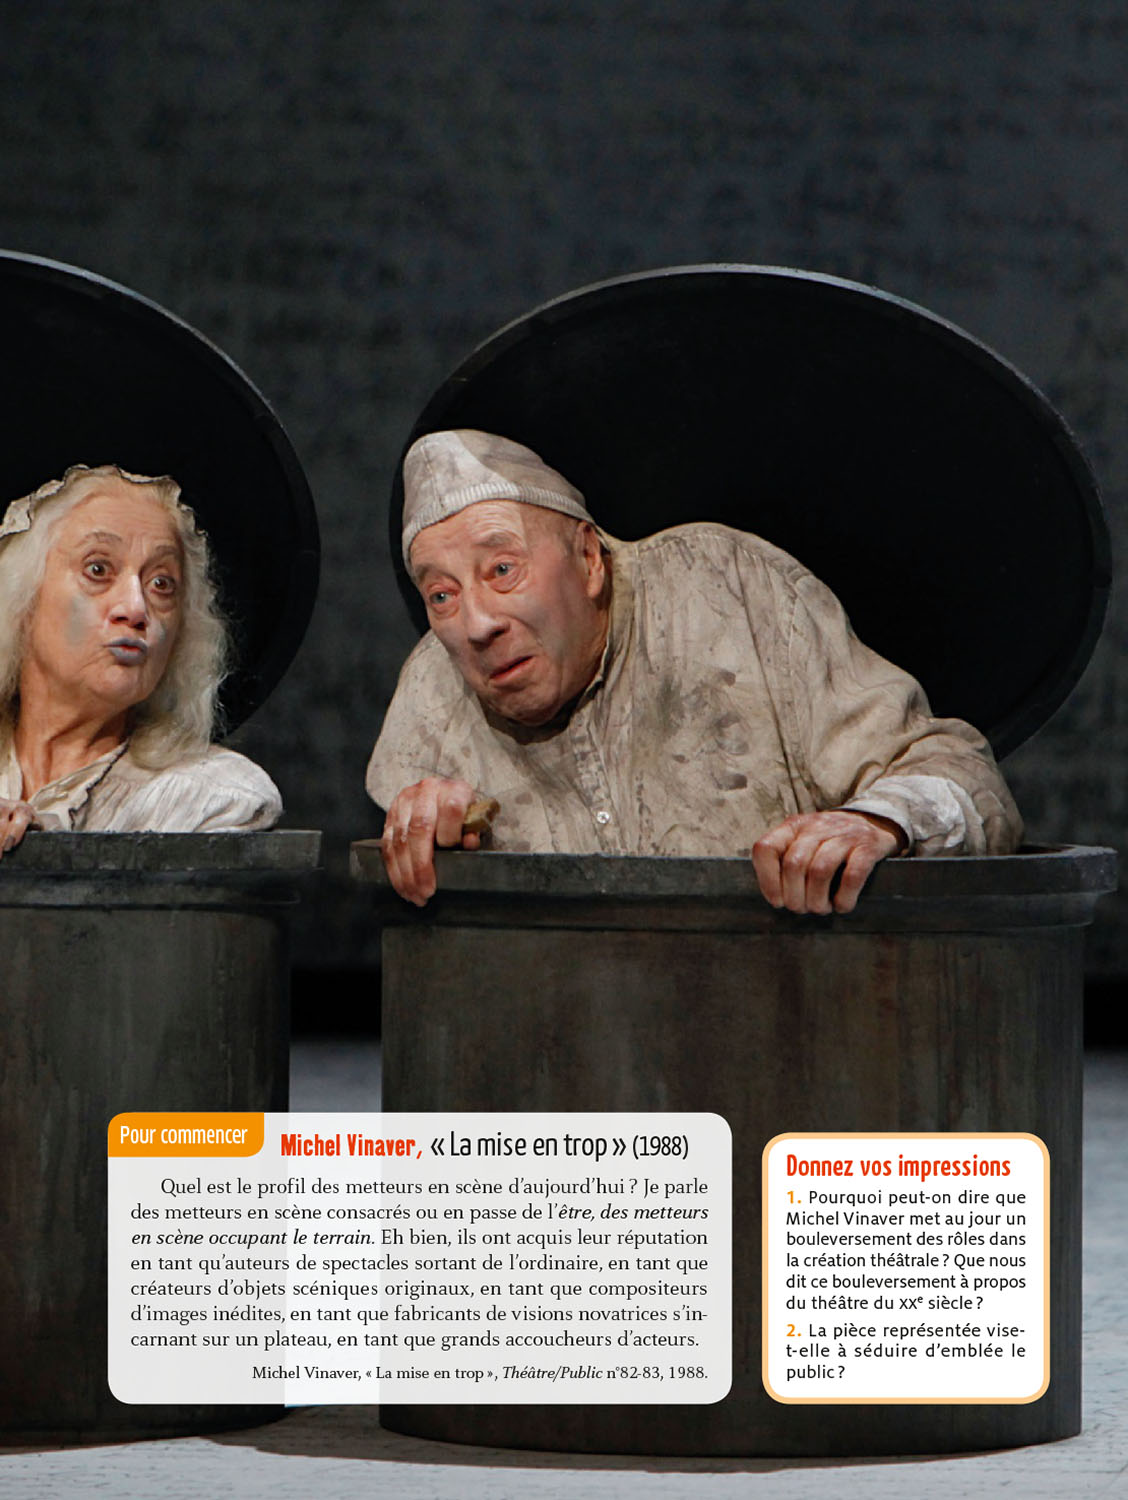 Pour commencer
Michel Vinaver, « La mise en trop » (1988)
Quel est le profil des metteurs en scène d'aujourd'hui ? Je parle
des metteurs en scène consacrés ou en passe de l'être, des metteurs
en scène occupant le terrain. Eh bien, ils ont acquis leur réputation
en tant qu'auteurs de spectacles sortant de l'ordinaire, en tant que
créateurs d'objets scéniques originaux, en tant que compositeurs
d'images inédites, en tant que fabricants de visions novatrices s'in-
carnant sur un plateau, en tant que grands accoucheurs d'acteurs.
Michel Vinaver, « La mise en trop », Théâtre/Public n°82-83, 1988.
Donnez vos impressions
1. Pourquoi peut-on dire que
Michel Vinaver met au jour un
bouleversement des rôles dans
la création théâtrale ? Que nous
dit ce bouleversement à propos
du théâtre du XXe siècle ?
2. La pièce représentée vise-
t-elle à séduire d'emblée le
public ?